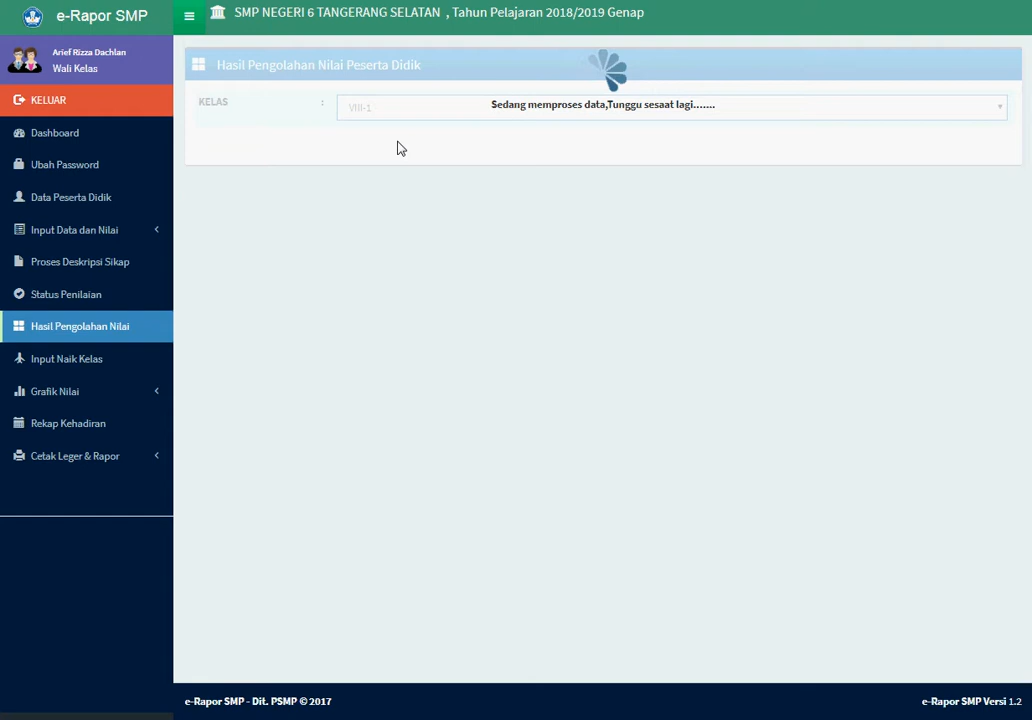 e-Rapor SMP
SMP NEGERI 6 TANGERANG SELATAN , Tahun Pelajaran 2018/2019 Genap
Arief Rizza Dachlan
Wali Kelas
KELUAR
Dashboard
Ubah Password
Data Peserta Didik
Input Data dan Nilai
Proses Deskripsi Sikap
Status Penilaian
Hasil Pengolahan Nilai
Input Naik Kelas
Grafik Nilai
Rekap Kehadiran
Cetak Leger & Rapor
Hasil Pengolahan Nilai Peserta Didik
KELAS : VIII-1
Sedang memproses data,Tunggu sesaat lagi.......
e-Rapor SMP - Dit. PSMP © 2017
e-Rapor SMP Versi 1.2